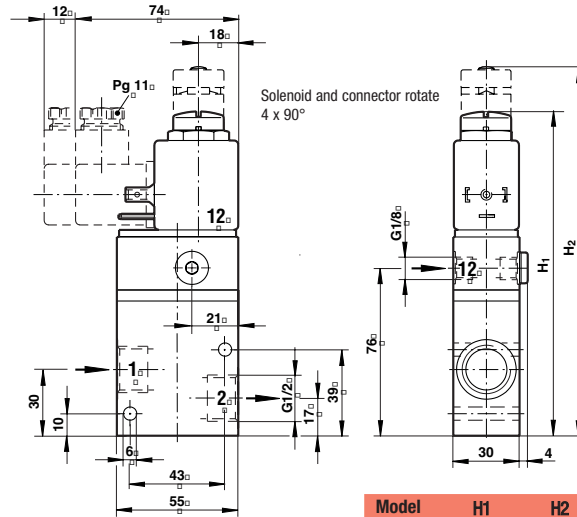 12
74
18
Pg 11
Solenoid and connector rotate
4 x 90°
12
G1/8
12
H1
H2
21
76
1
2
G1/2
39
17
30
10
6
43
55
30
4
Model H1 H2